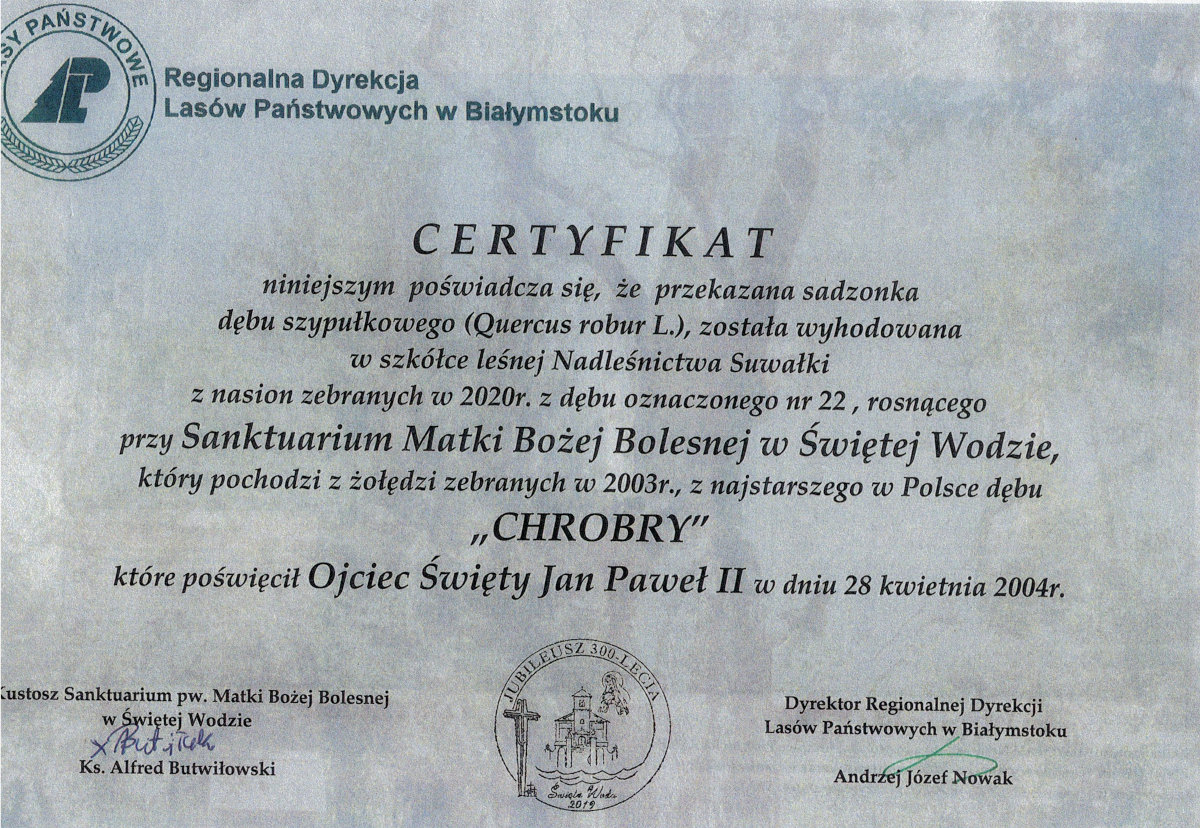 LASY PAŃSTWOWE
Regionalna Dyrekcja
Lasów Państwowych w Białymstoku
CERTYFIKAT
niniejszym poświadcza się, że przekazana sadzonka
dębu szypułkowego (Quercus robur L.), została wyhodowana
w szkółce leśnej Nadleśnictwa Suwałki
z nasion zebranych w 2020r. z dębu oznaczonego nr 22 , rosnącego
przy Sanktuarium Matki Bożej Bolesnej w Świętej Wodzie,
który pochodzi z żołędzi zebranych w 2003r., z najstarszego w Polsce dębu
„CHROBRY”
które poświęcił Ojciec Święty Jan Paweł II w dniu 28 kwietnia 2004r.
Kustosz Sanktuarium pw. Matki Bożej Bolesnej
w Świętej Wodzie
Ks. Alfred Butwiłowski
JUBILEUSZ 300-LECIA
Święta Woda
2019
Dyrektor Regionalnej Dyrekcji
Lasów Państwowych w Białymstoku
Andrzej Józef Nowak